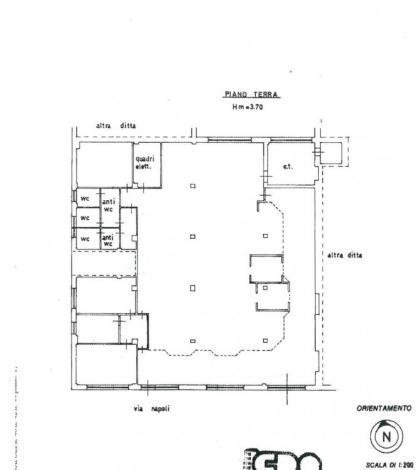 PIANO TERRA
H m = 3.70
altra ditta
quadri
elett.
c.t.
wc
anti
wc
wc
wc
anti
wc
altra ditta
via napoli
ORIENTAMENTO
N
SCALA DI 1:200